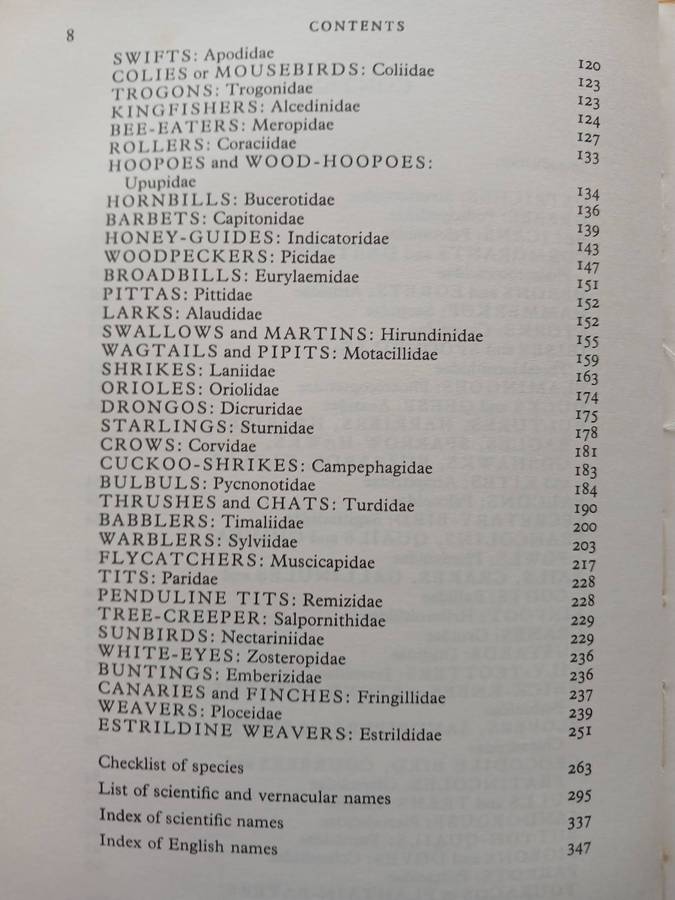 8 CONTENTS
SWIFTS: Apodidae 120
COLIES or MOUSEBIRDS: Coliidae 123
TROGONS: Trogonidae 123
KINGFISHERS: Alcedinidae 124
BEE-EATERS: Meropidae 127
ROLLERS: Coraciidae 133
HOOPOES and WOOD-HOOPOES:
Upupidae 134
HORNBILLS: Bucerotidae 136
BARBETS: Capitonidae 139
HONEY-GUIDES: Indicatoridae 143
WOODPECKERS: Picidae 147
BROADBILLS: Eurylaemidae 151
PITTAS: Pittidae 152
LARKS: Alaudidae 152
SWALLOWS and MARTINS: Hirundinidae 155
WAGTAILS and PIPITS: Motacillidae 159
SHRIKES: Laniidae 163
ORIOLES: Oriolidae 174
DRONGOS: Dicruridae 175
STARLINGS: Sturnidae 178
CROWS: Corvidae 181
CUCKOO-SHRIKES: Campephagidae 183
BULBULS: Pycnonotidae 184
THRUSHES and CHATS: Turdidae 190
BABBLERS: Timaliidae 200
WARBLERS: Sylviidae 203
FLYCATCHERS: Muscicapidae 217
TITS: Paridae 228
PENDULINE TITS: Remizidae 228
TREE-CREEPER: Salpornithidae 229
SUNBIRDS: Nectariniidae 229
WHITE-EYES: Zosteropidae 236
BUNTINGS: Emberizidae 236
CANARIES and FINCHES: Fringillidae 237
WEAVERS: Ploceidae 239
ESTRILDINE WEAVERS: Estrildidae 251
Checklist of species 263
List of scientific and vernacular names 295
Index of scientific names 337
Index of English names 347